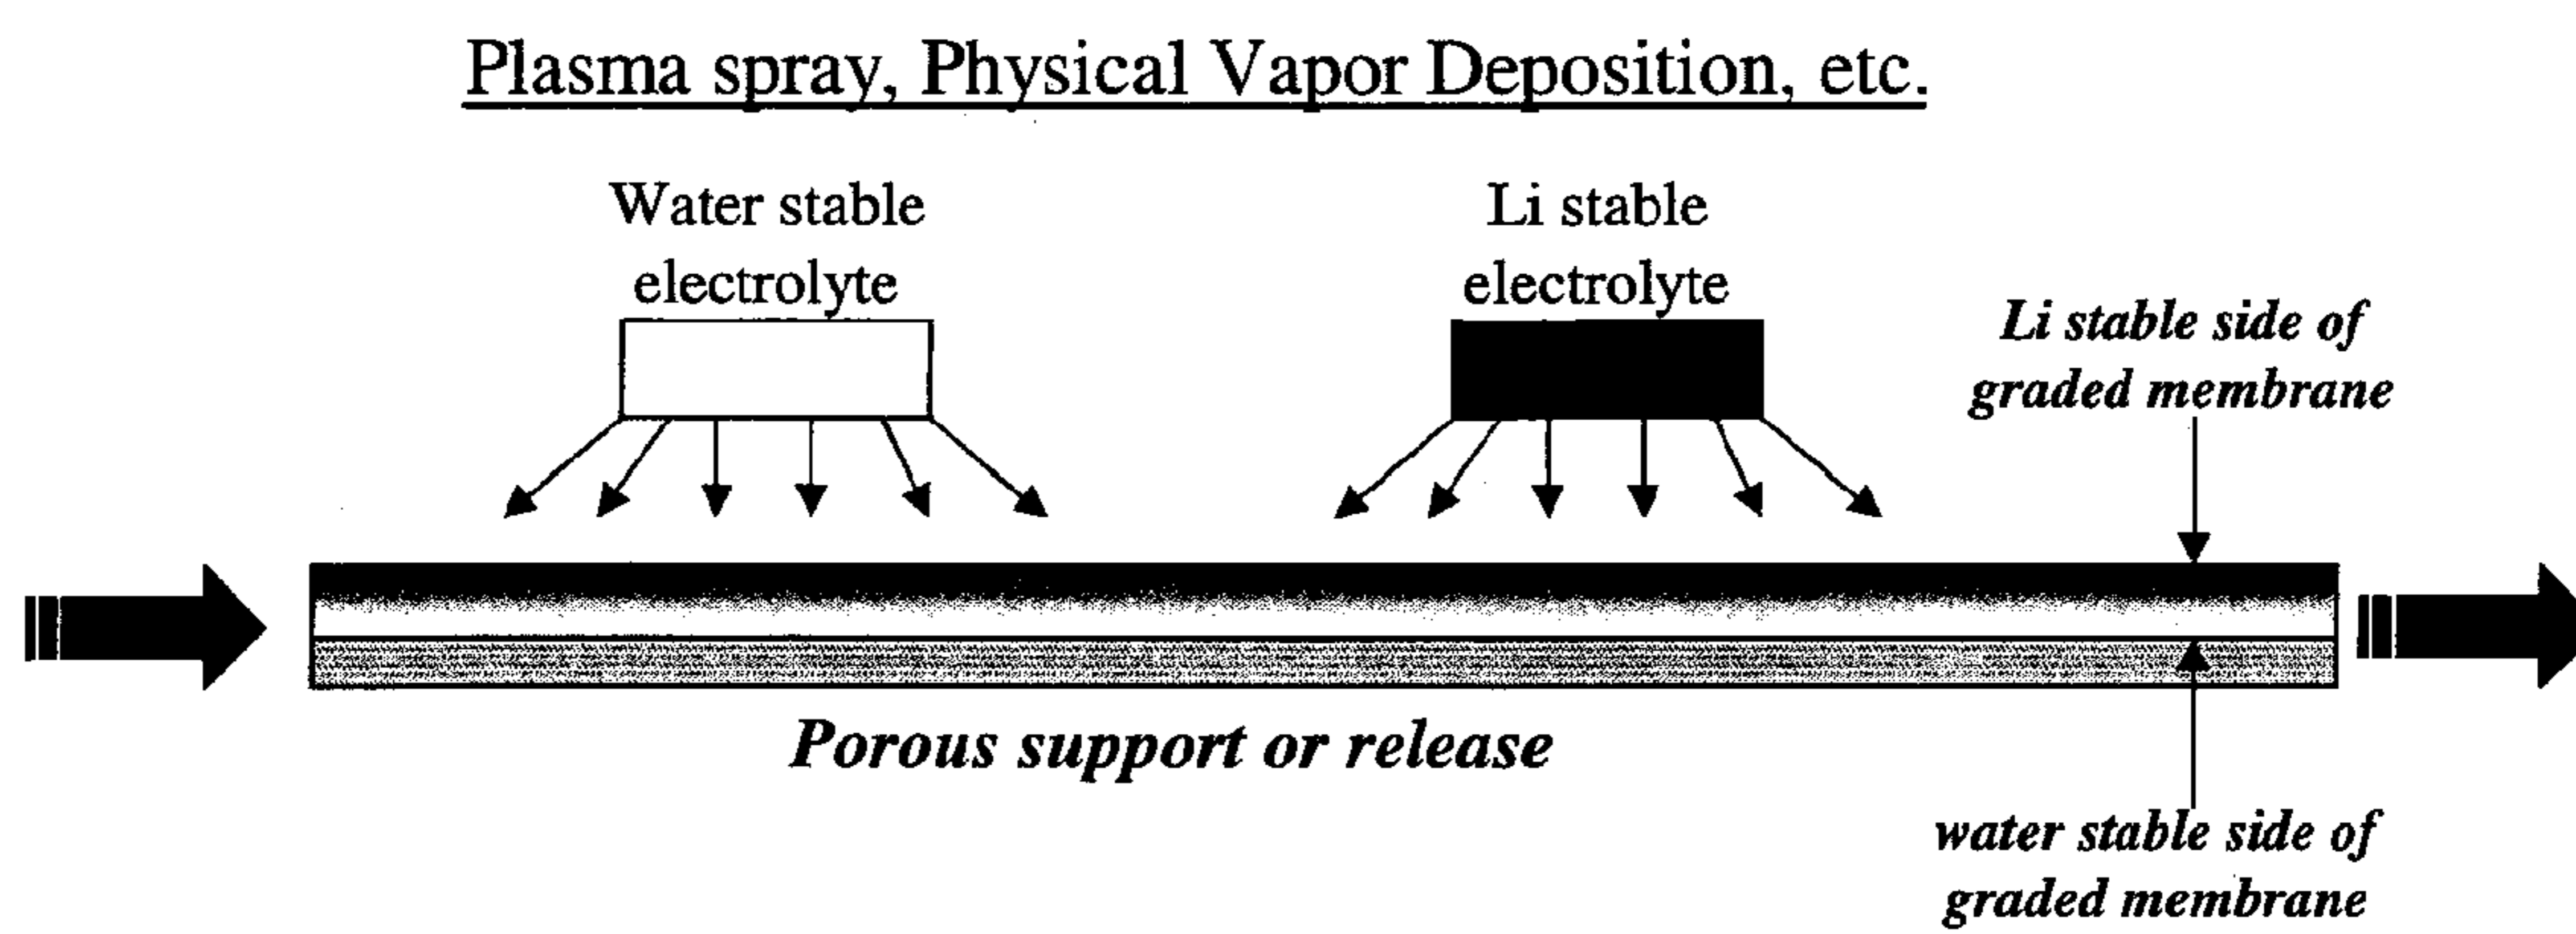 Plasma spray, Physical Vapor Deposition, etc.
Water stable
electrolyte
Li stable
electrolyte
Li stable side of
graded membrane
Porous support or release
water stable side of
graded membrane